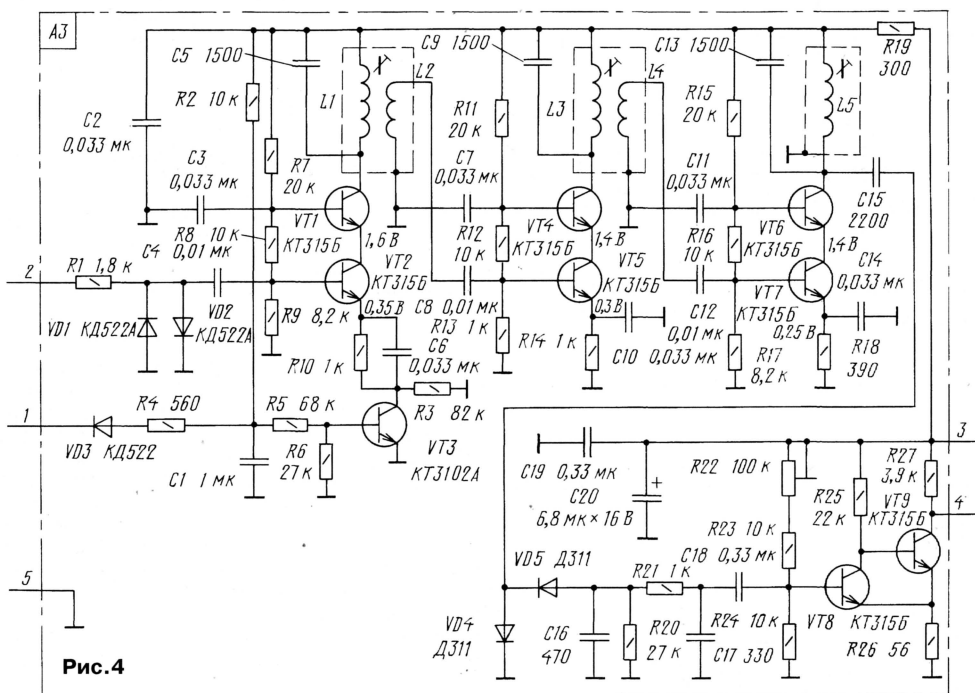 А3
C5 1500
C9 1500
C13 1500
R19
300
R2 10 к
L1
L2
R11
20 к
L3
L4
R15
20 к
L5
C2
0,033 мк
C3
0,033 мк
R7
20 к
C7
0,033 мк
C11
0,033 мк
C15
2200
R8 10 к
C4
0,01 мк
VT1
КТ315Б
1,6 В
R12
10 к
VT4
КТ315Б
1,4 В
R16
10 к
VT6
КТ315Б
1,4 В
C14
0,033 мк
2
R1 1,8 к
VD2
КД522А
VD1 КД522А
R9 8,2 к
VT2
КТ315Б
0,35 В
C8 0,01 мк
R13 1 к
VT5
КТ315Б
0,3 В
C12
0,01 мк
VT7
КТ315Б
0,25 В
R10 1 к
C6
0,033 мк
R14 1 к
C10 0,033 мк
R17
8,2 к
R18
390
1
VD3 КД522
R4 560
R5 68 к
R6
27 к
R3 82 к
VT3
КТ3102А
C1 1 мк
C19 0,33 мк
C20
6,8 мк × 16 В
+
R22 100 к
R25
22 к
R27
3,9 к
VT9
КТ315Б
3
4
R23 10 к
C18 0,33 мк
5
VD5 Д311
R21 1 к
VD4
Д311
C16
470
R20
27 к
R24 10 к
C17 330
VT8
КТ315Б
R26 56
Рис.4